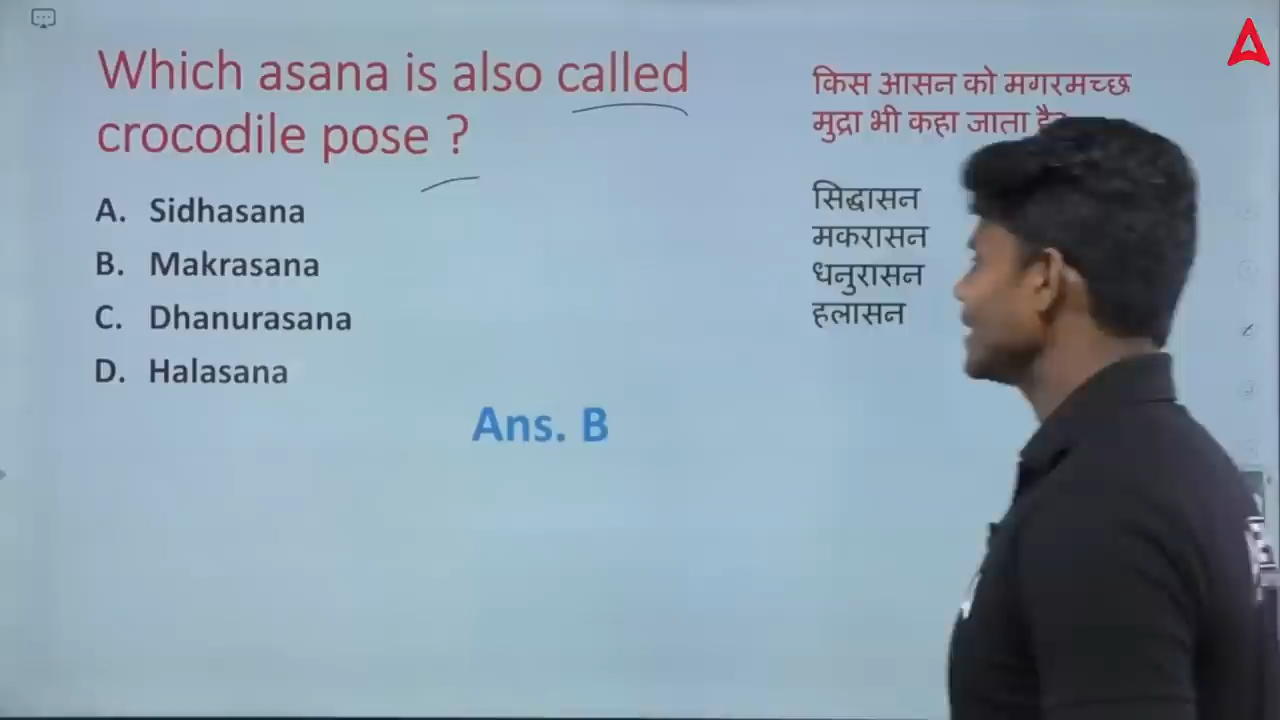 Which asana is also called
crocodile pose ?
A. Sidhasana
B. Makrasana
C. Dhanurasana
D. Halasana
Ans. B
किस आसन को मगरमच्छ
मुद्रा भी कहा जाता
सिद्धासन
मकरासन
धनुरासन
हलासन